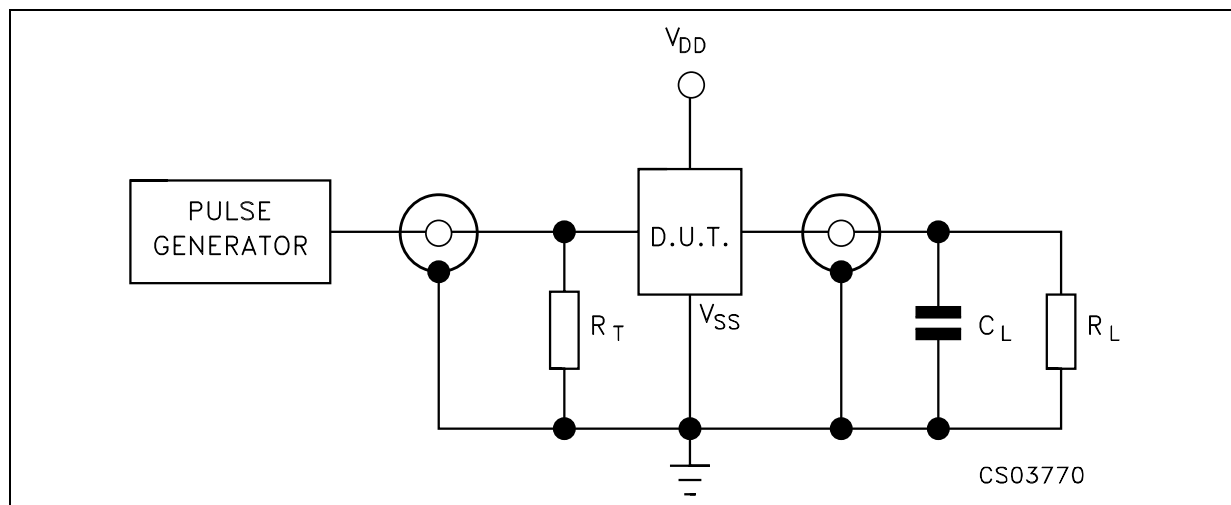 VDD
PULSE
GENERATOR
D.U.T.
RT
VSS
CL
RL
CS03770